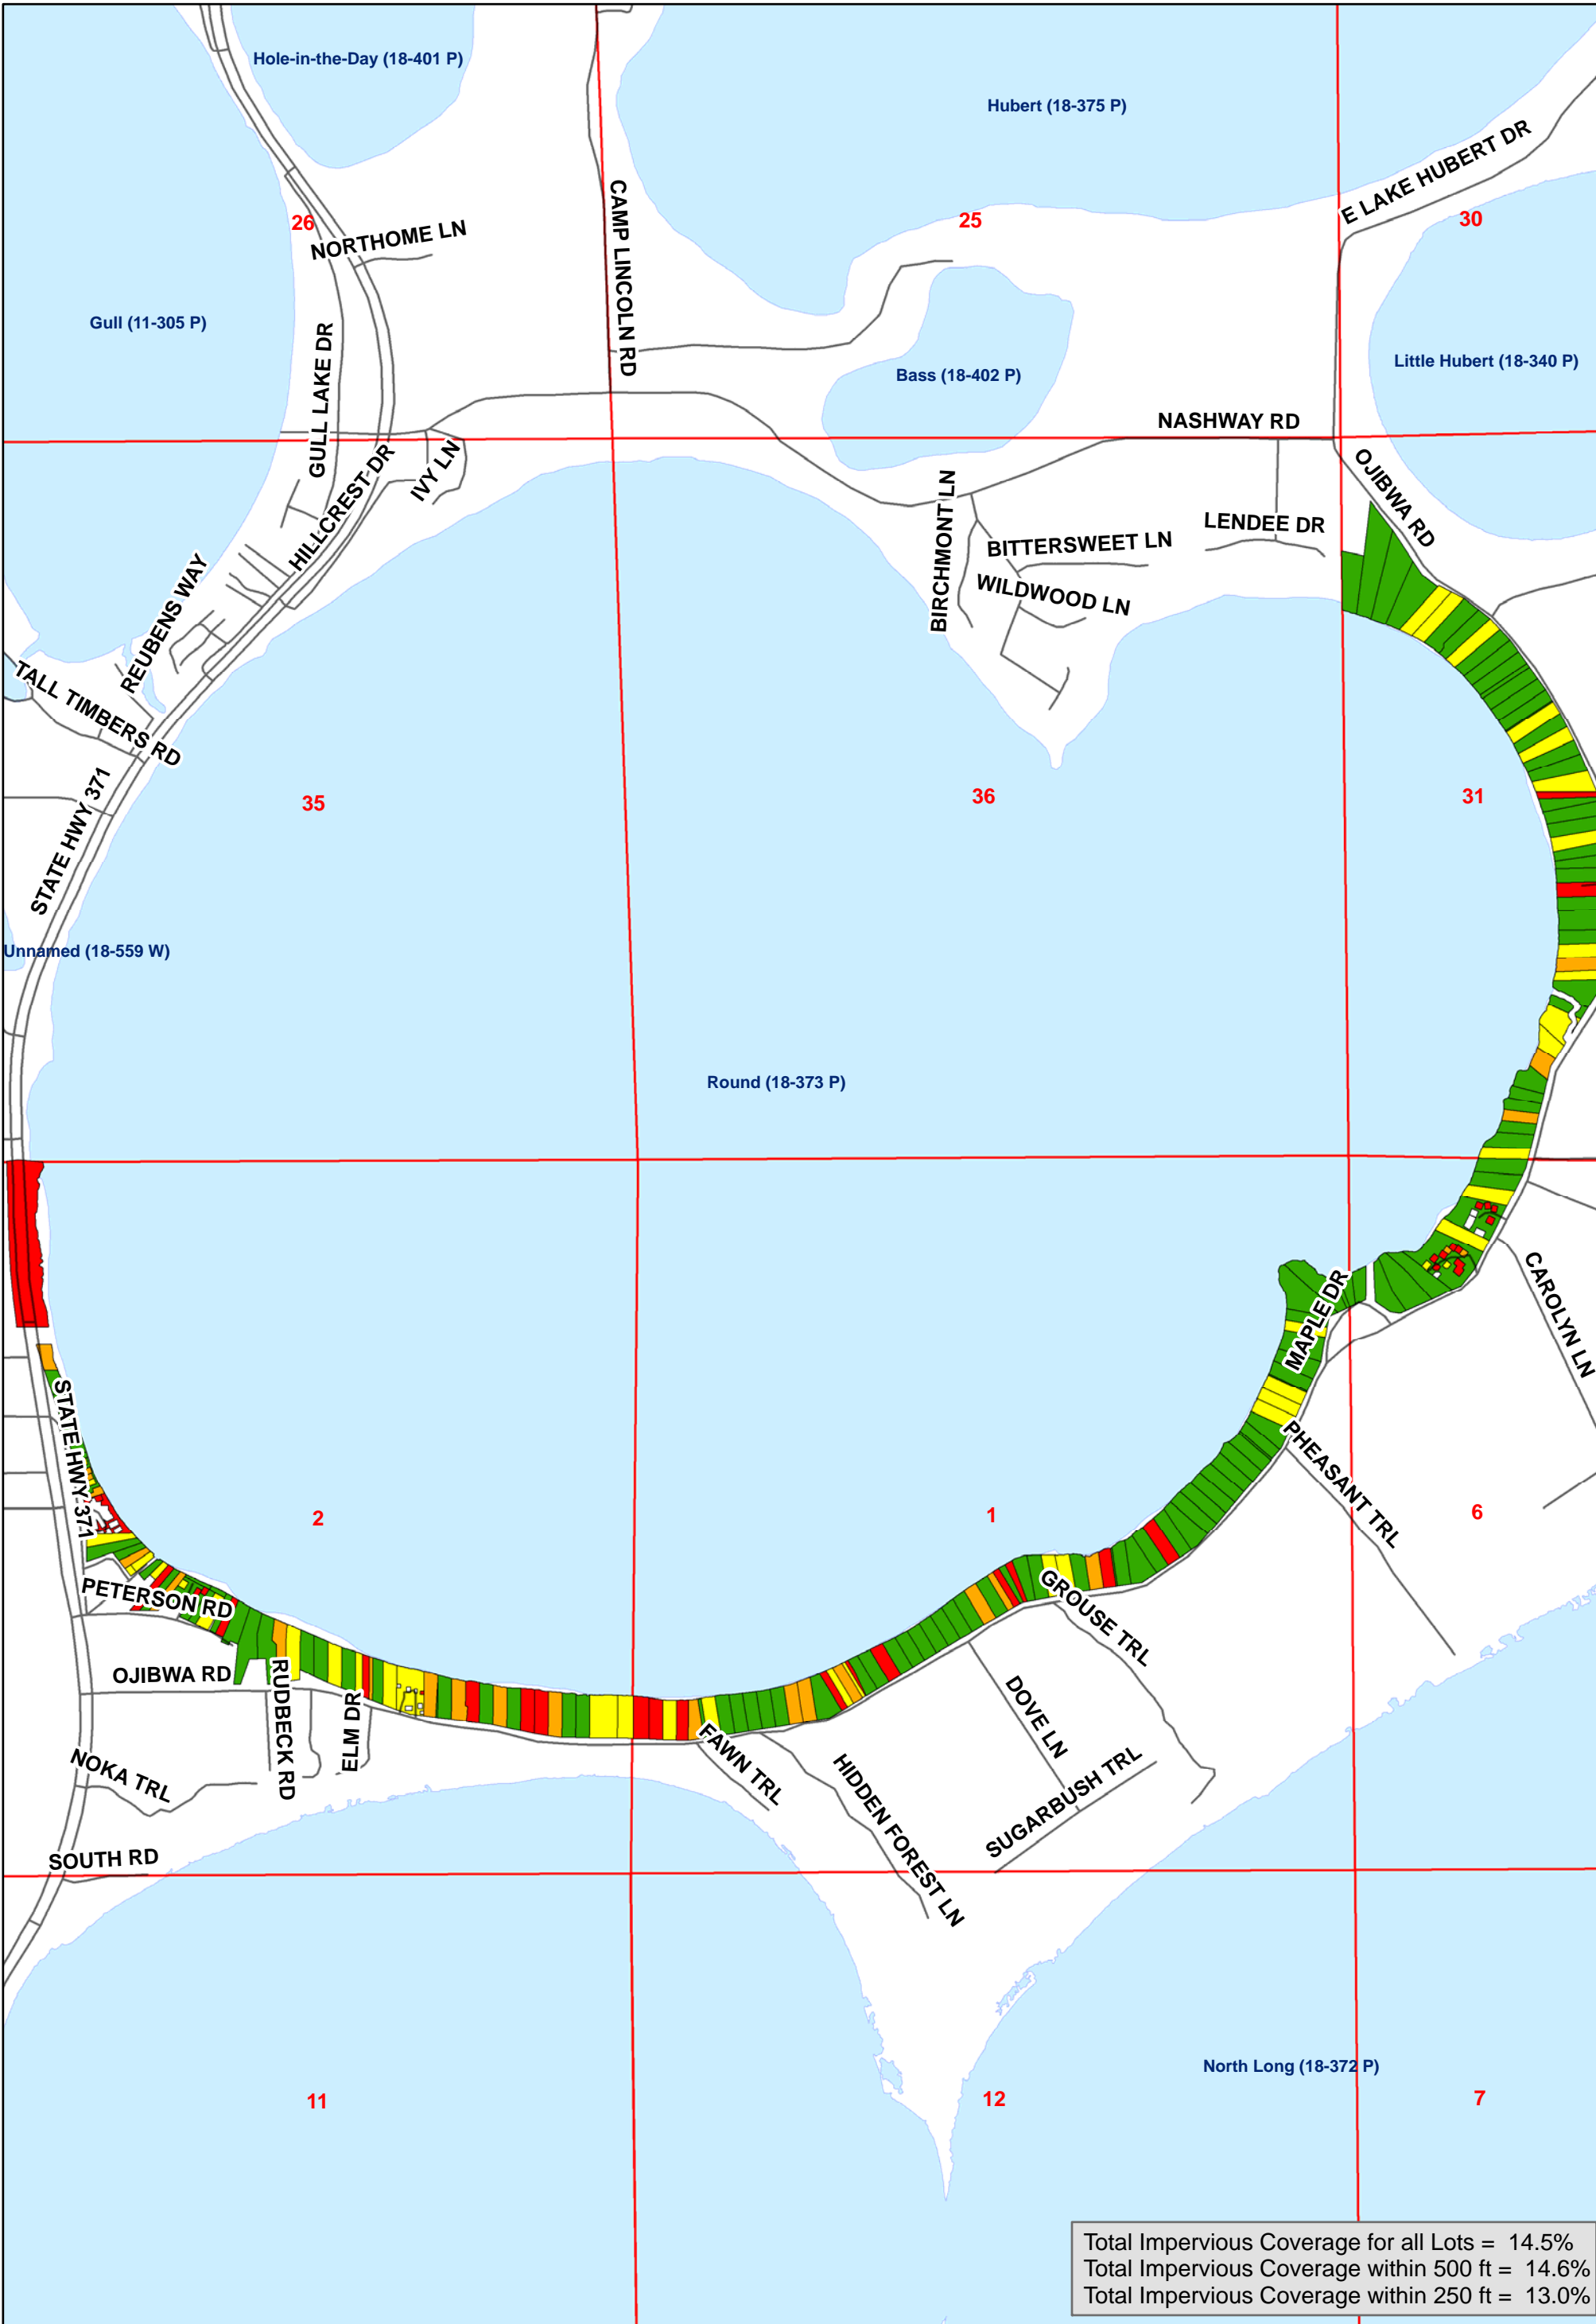 Hole-in-the-Day (18-401 P)
Hubert (18-375 P)
E LAKE HUBERT DR
CAMP LINCOLN RD
26
25
30
NORTHOME LN
Gull (11-305 P)
GULL LAKE DR
Bass (18-402 P)
Little Hubert (18-340 P)
NASHWAY RD
HILLCREST DR
IVY LN
OJIBWA RD
BIRCHMONT LN
LENDEE DR
BITTERSWEET LN
WILDWOOD LN
REUBENS WAY
TALL TIMBERS RD
35
36
31
STATE HWY 371
Unnamed (18-559 W)
Round (18-373 P)
MAPLE DR
CAROLYN LN
STATE HWY 371
PHEASANT TRL
2
1
6
PETERSON RD
GROUSE TRL
OJIBWA RD
RUDBECK RD
ELM DR
DOVE LN
FAWN TRL
NOKA TRL
HIDDEN FOREST LN
SUGARBUSH TRL
SOUTH RD
North Long (18-372 P)
11
12
7
Total Impervious Coverage for all Lots = 14.5%
Total Impervious Coverage within 500 ft = 14.6%
Total Impervious Coverage within 250 ft = 13.0%